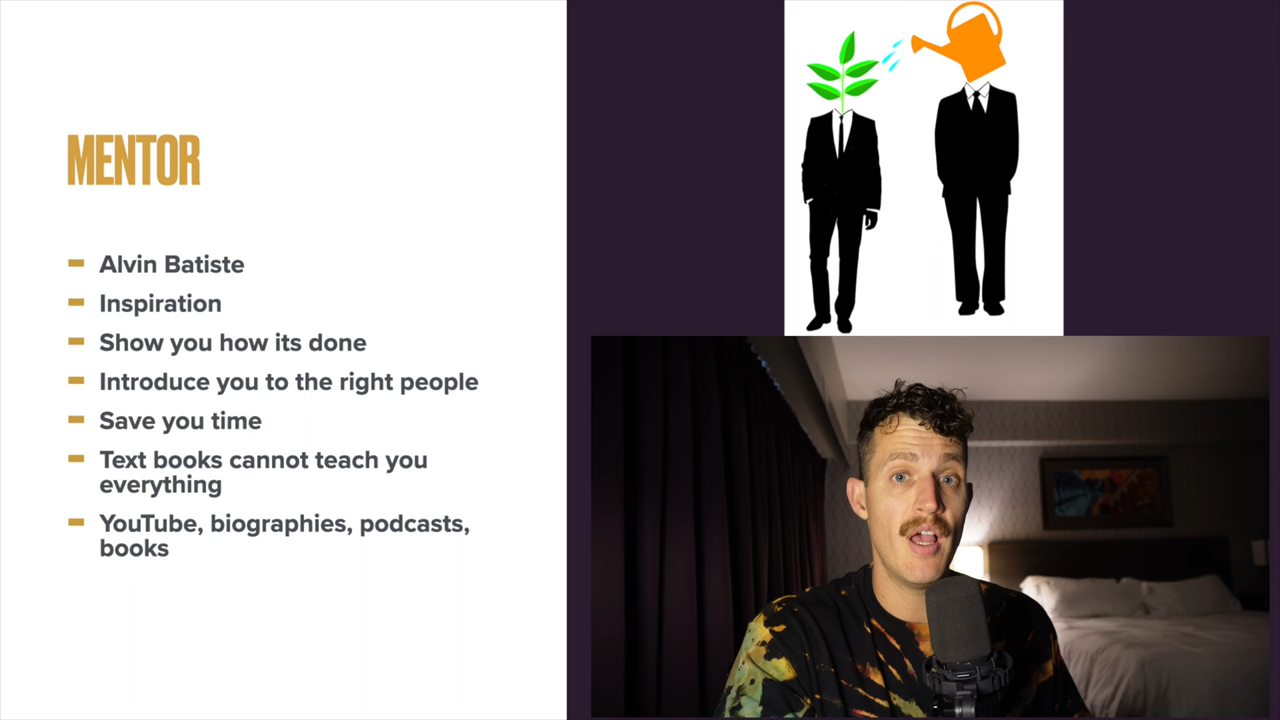 MENTOR
Alvin Batiste
Inspiration
Show you how its done
Introduce you to the right people
Save you time
Text books cannot teach you
everything
YouTube, biographies, podcasts,
books